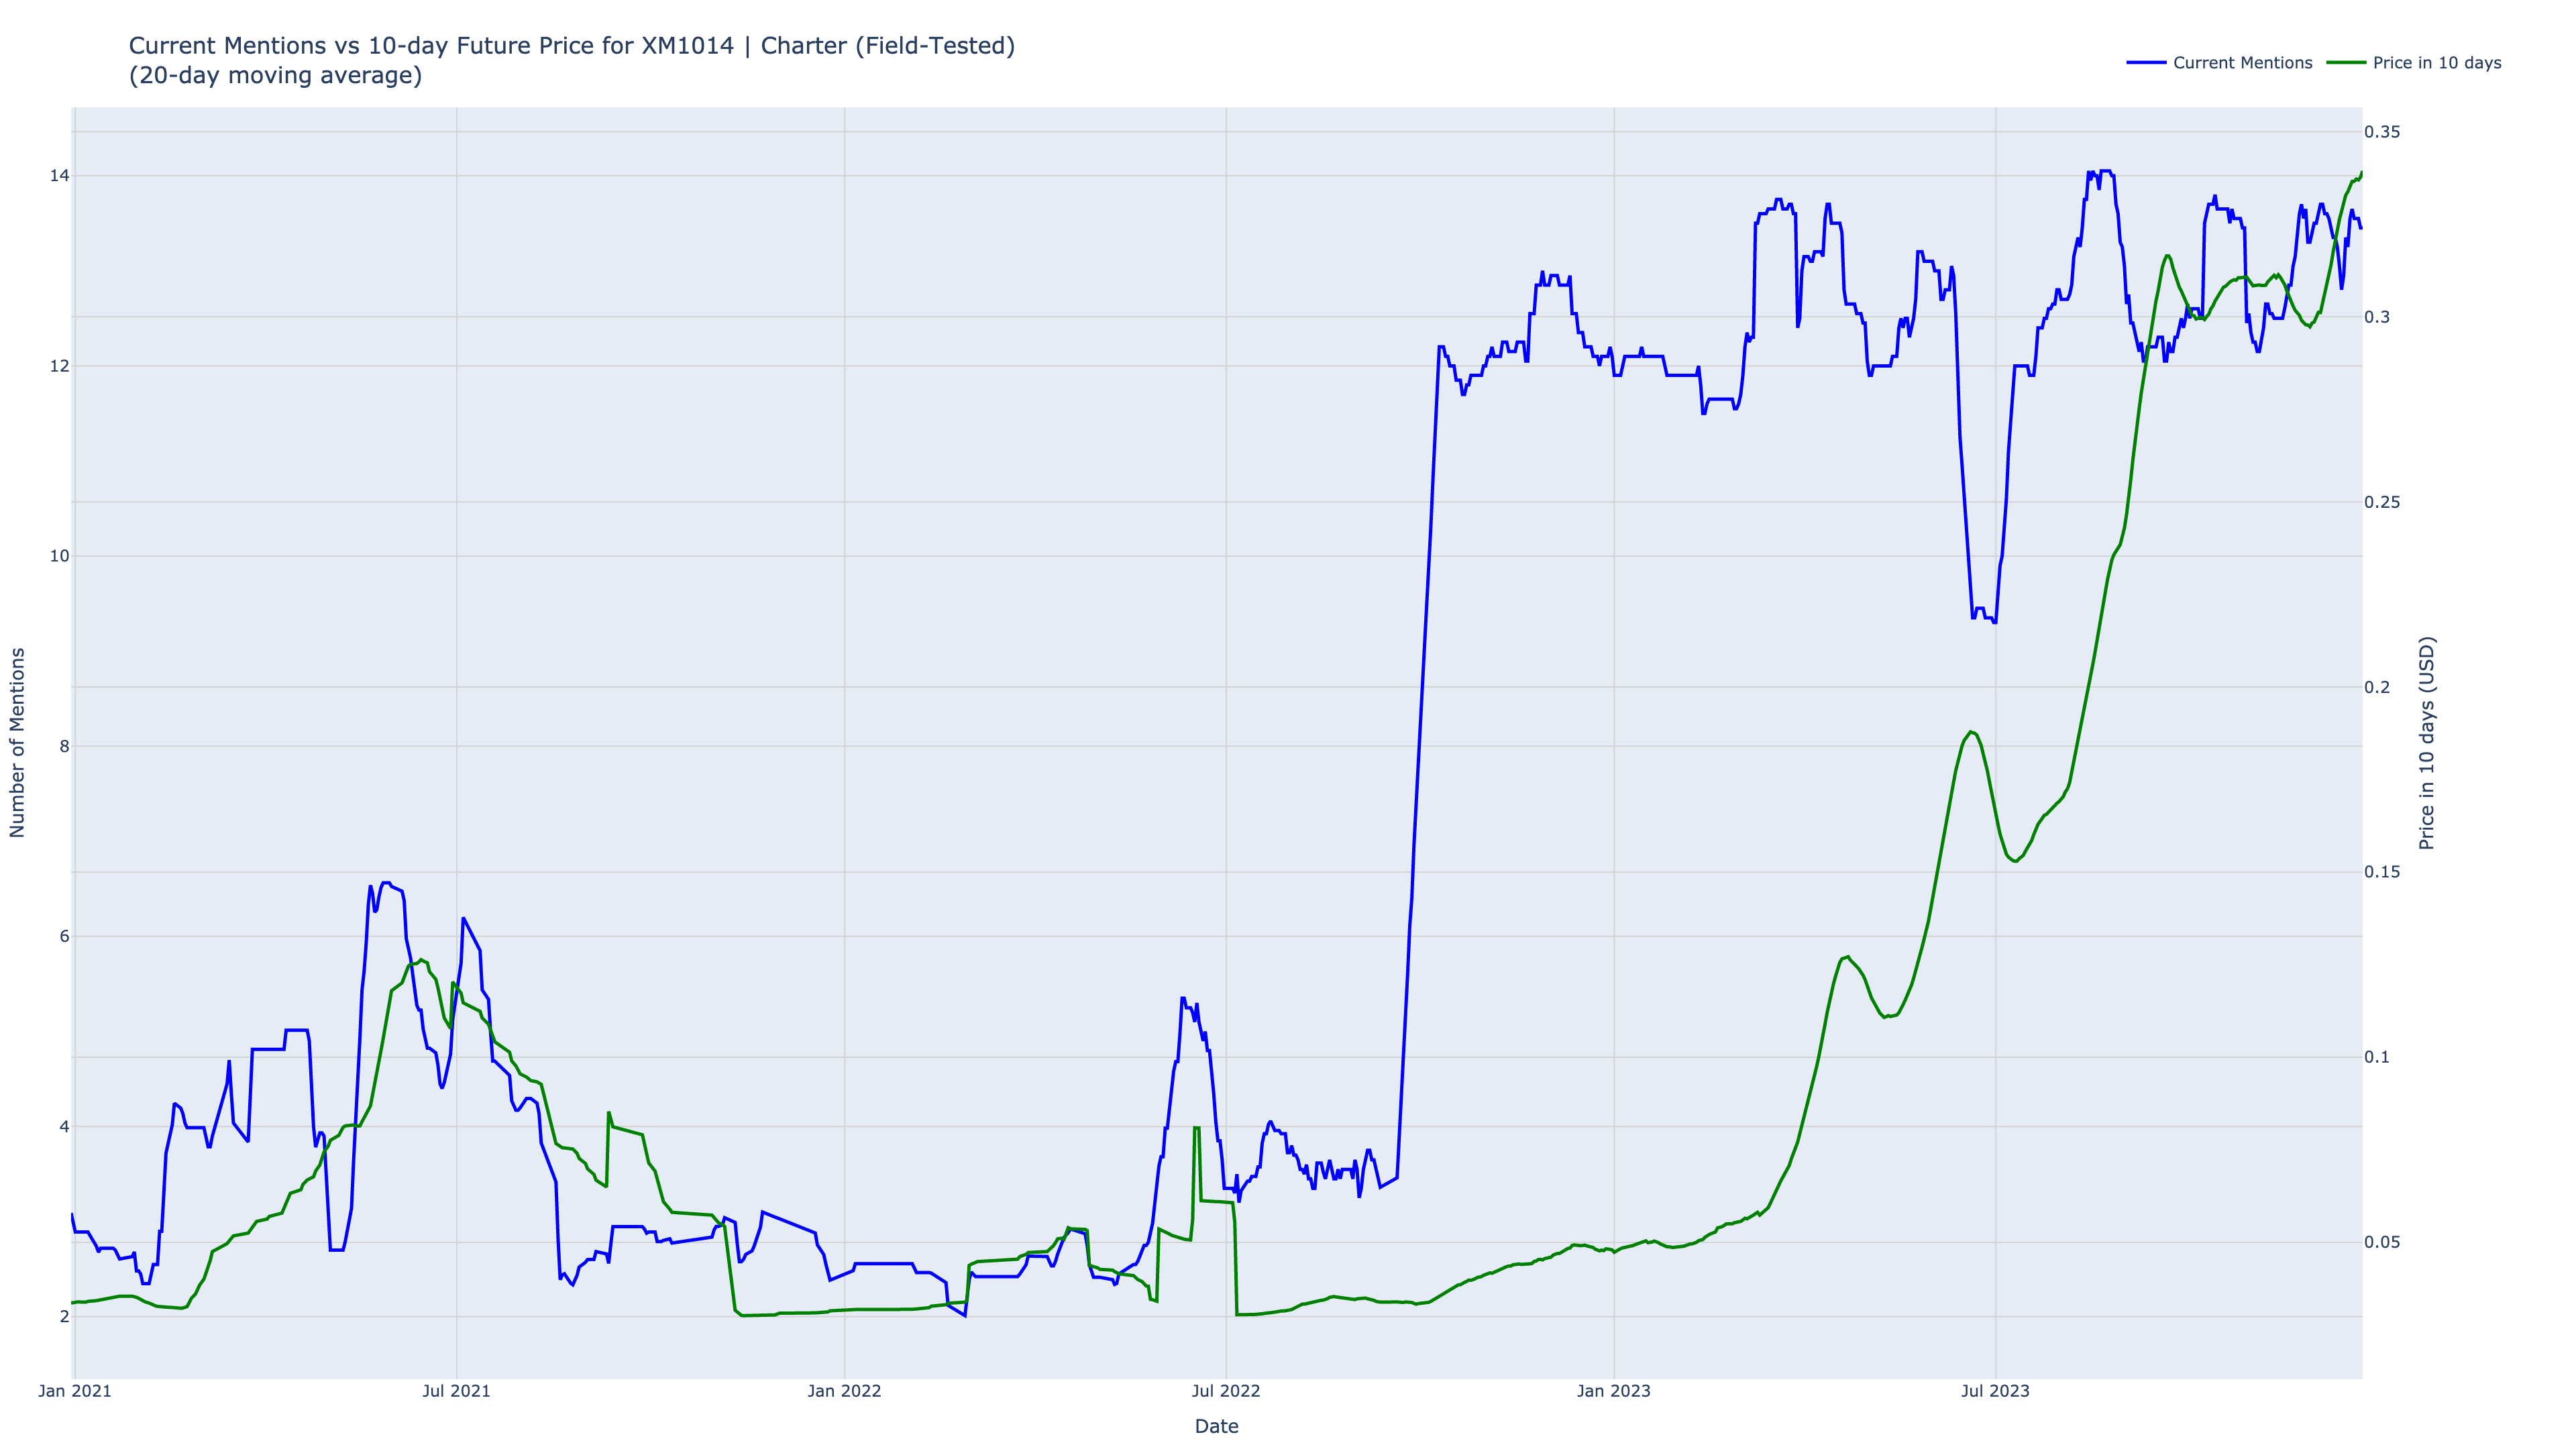 Current Mentions vs 10-day Future Price for XM1014 | Charter (Field-Tested)
(20-day moving average)
Current Mentions
Price in 10 days
14
12
10
8
6
4
2
Number of Mentions
0.35
0.3
0.25
0.2
0.15
0.1
0.05
Price in 10 days (USD)
Jan 2021
Jul 2021
Jan 2022
Jul 2022
Jan 2023
Jul 2023
Date